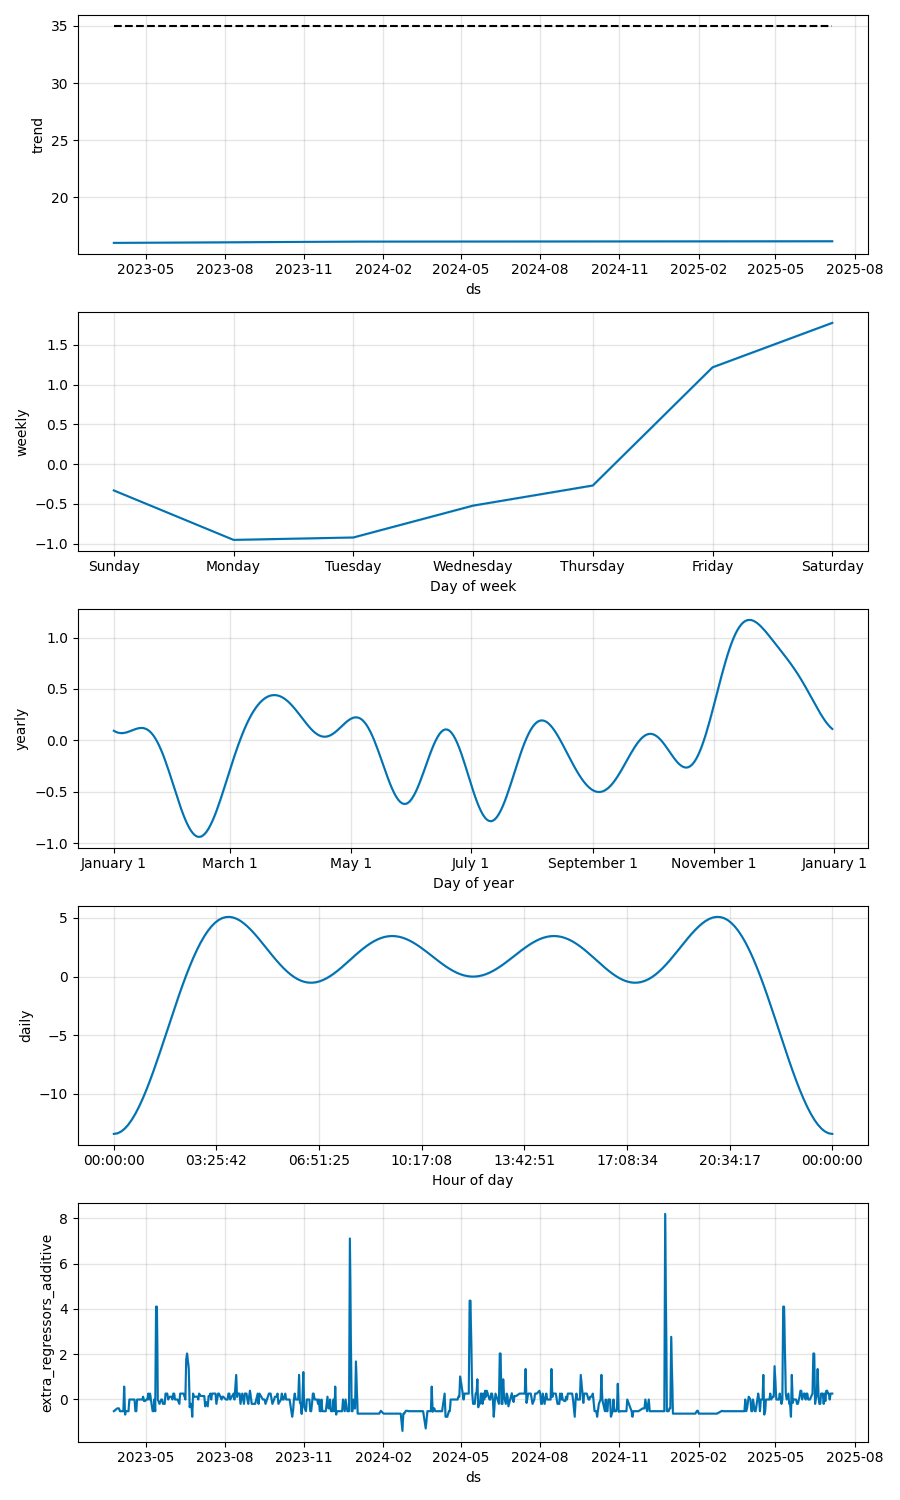 35
30
25
20
trend
2023-05 2023-08 2023-11 2024-02 2024-05 2024-08 2024-11 2025-02 2025-05 2025-08
ds
1.5
1.0
0.5
0.0
−0.5
−1.0
weekly
Sunday Monday Tuesday Wednesday Thursday Friday Saturday
Day of week
1.0
0.5
0.0
−0.5
−1.0
yearly
January 1 March 1 May 1 July 1 September 1 November 1 January 1
Day of year
5
0
−5
−10
daily
00:00:00 03:25:42 06:51:25 10:17:08 13:42:51 17:08:34 20:34:17 00:00:00
Hour of day
8
6
4
2
0
extra_regressors_additive
2023-05 2023-08 2023-11 2024-02 2024-05 2024-08 2024-11 2025-02 2025-05 2025-08
ds